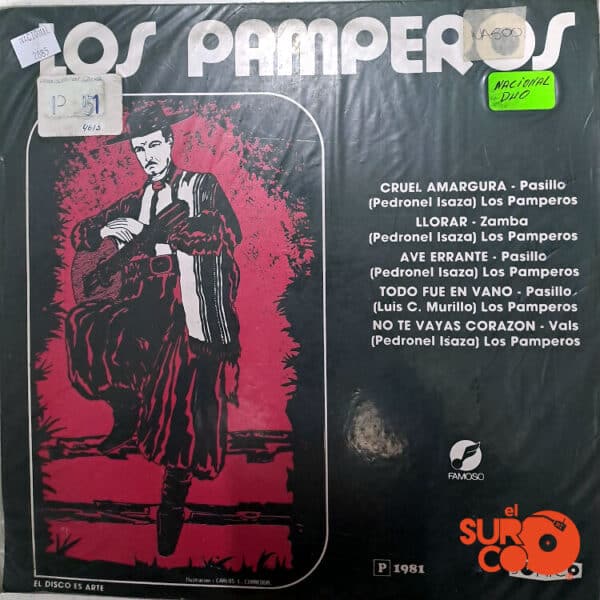 LOS PAMPEROS
NACIONAL
DUO
CRUEL AMARGURA - Pasillo
(Pedronel Isaza) Los Pamperos
LLORAR - Zamba
(Pedronel Isaza) Los Pamperos
AVE ERRANTE - Pasillo
(Pedronel Isaza) Los Pamperos
TODO FUE EN VANO - Pasillo
(Luis C. Murillo) Los Pamperos
NO TE VAYAS CORAZON - Vals
(Pedronel Isaza) Los Pamperos
FAMOSO
EL DISCO ES ARTE
P 1981
el
SURCO